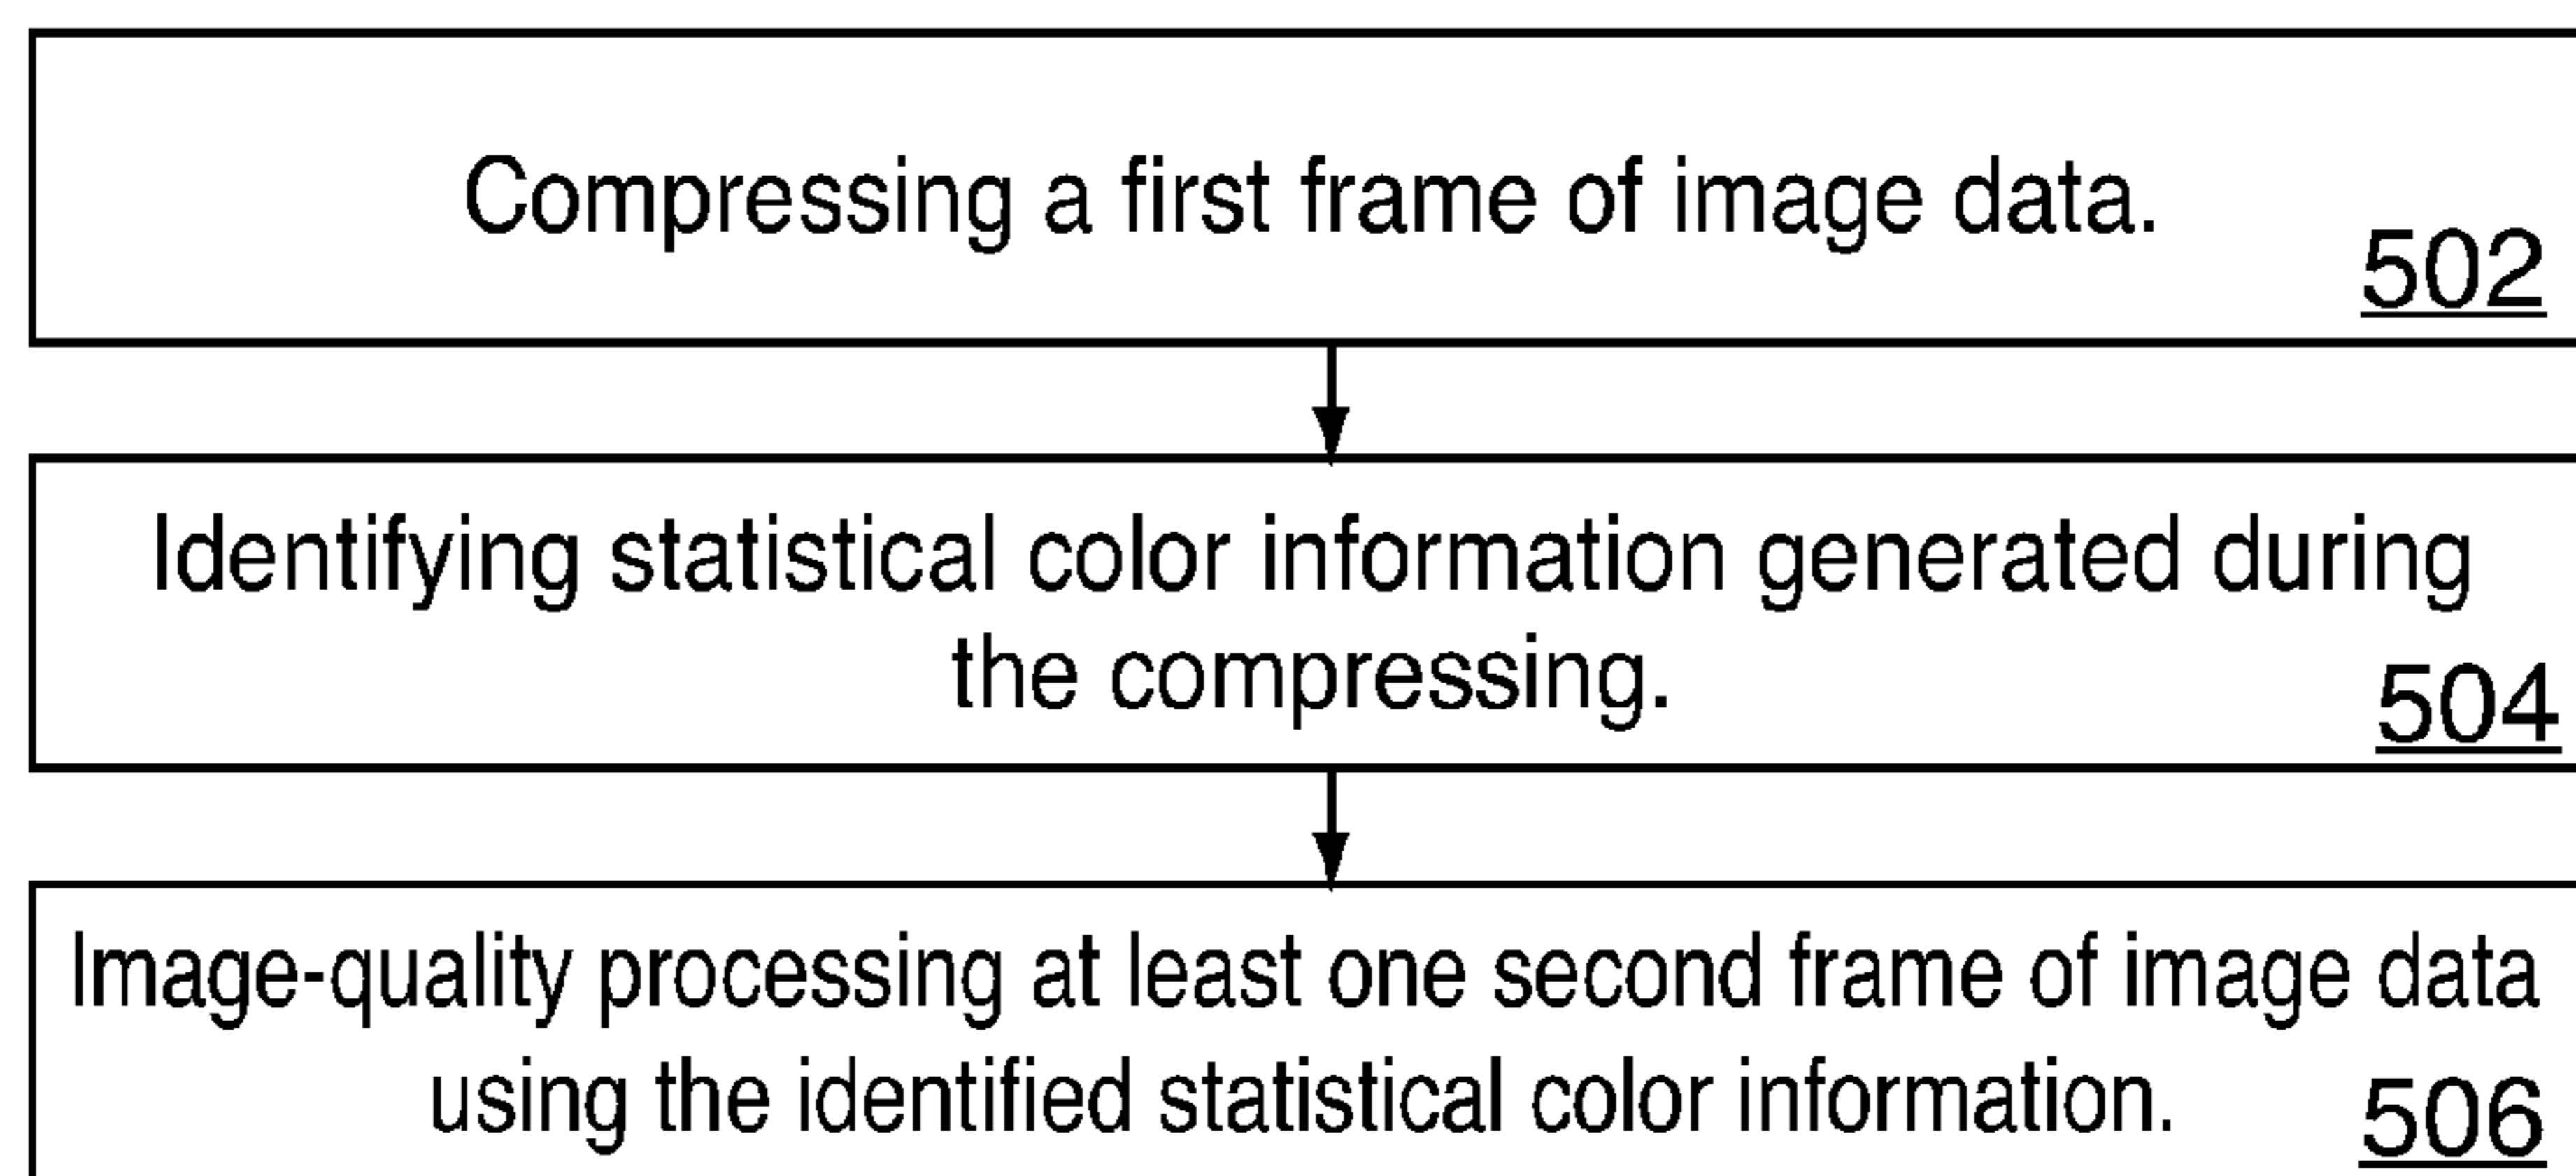 Compressing a first frame of image data.
502
Identifying statistical color information generated during
the compressing.
504
Image-quality processing at least one second frame of image data
using the identified statistical color information.
506